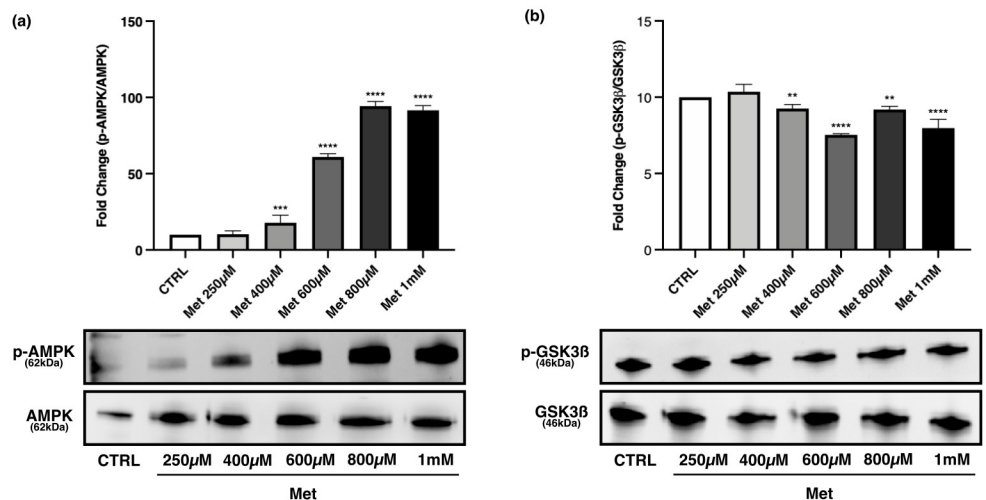 (a)
Fold Change (p-AMPK/AMPK)
150
100
50
0
***
****
****
****
CTRL
Met 250µM
Met 400µM
Met 600µM
Met 800µM
Met 1mM
p-AMPK
(62kDa)
AMPK
(62kDa)
CTRL 250µM 400µM 600µM 800µM 1mM
Met
(b)
Fold Change (p-GSK3β/GSK3β)
15
10
5
0
**
****
**
****
CTRL
Met 250µM
Met 400µM
Met 600µM
Met 800µM
Met 1mM
p-GSK3ß
(46kDa)
GSK3ß
(46kDa)
CTRL 250µM 400µM 600µM 800µM 1mM
Met